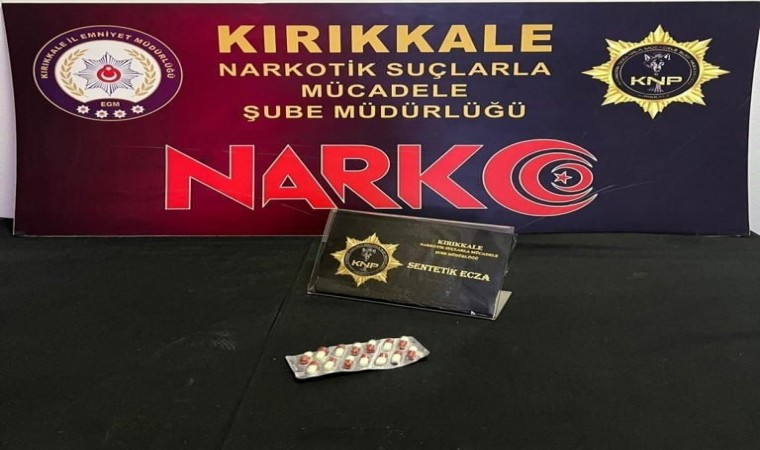 KIRIKKALE İL EMNİYET MÜDÜRLÜĞÜ
EGM
KIRIKKALE
NARKOTİK SUÇLARLA
MÜCADELE
ŞUBE MÜDÜRLÜĞÜ
KNP
NARKO
KIRIKKALE
NARKOTİK SUÇLARLA MÜCADELE
ŞUBE MÜDÜRLÜĞÜ
KNP
SENTETİK ECZA